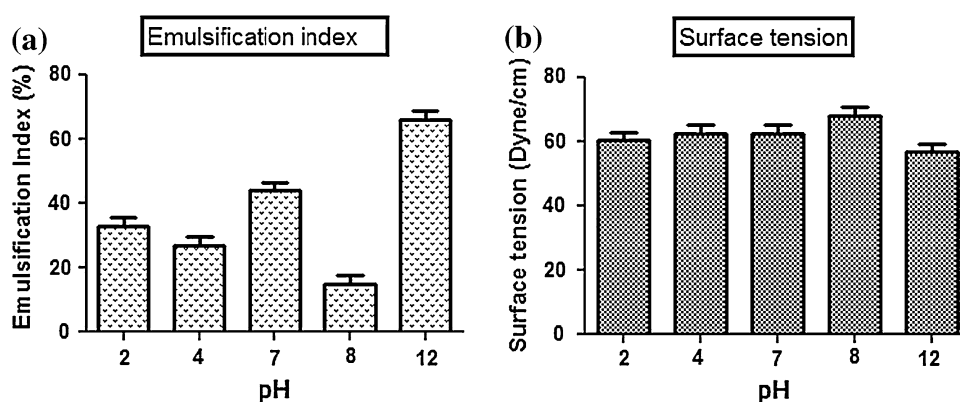 (a)
Emulsification index
Emulsification Index (%)
80
60
40
20
0
2 4 7 8 12
pH
(b)
Surface tension
Surface tension (Dyne/cm)
80
60
40
20
0
2 4 7 8 12
pH